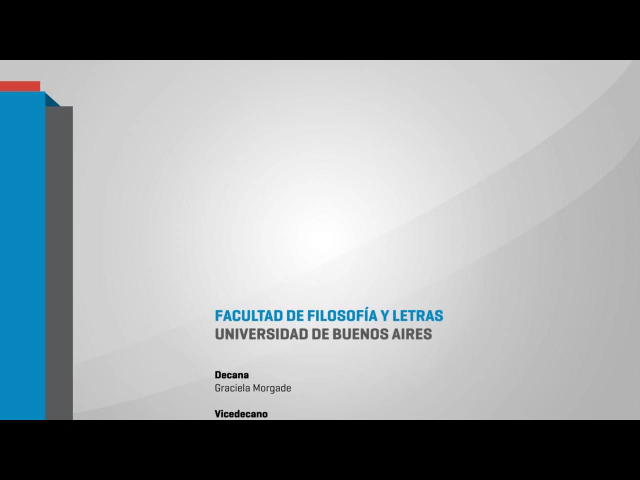 FACULTAD DE FILOSOFÍA Y LETRAS
UNIVERSIDAD DE BUENOS AIRES
Decana
Graciela Morgade
Vicedecano